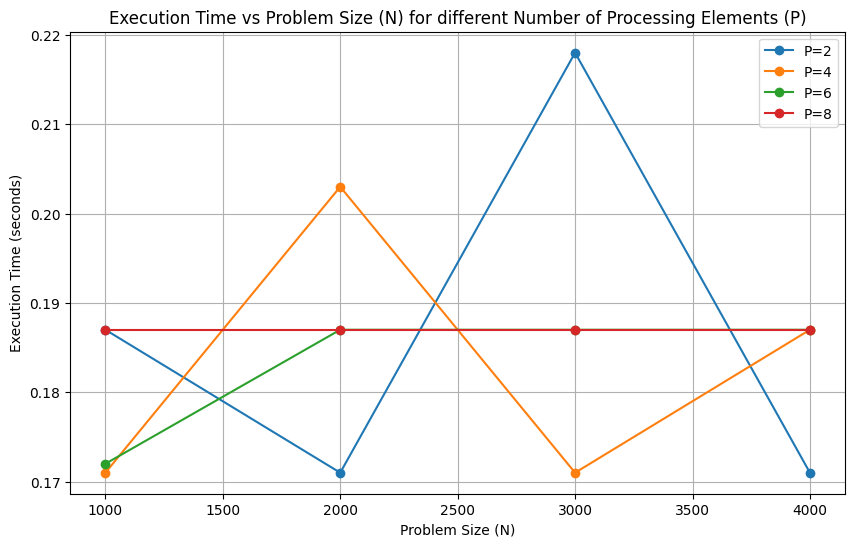 Execution Time vs Problem Size (N) for different Number of Processing Elements (P)
Execution Time (seconds)
0.22
0.21
0.20
0.19
0.18
0.17
P=2
P=4
P=6
P=8
1000 1500 2000 2500 3000 3500 4000
Problem Size (N)